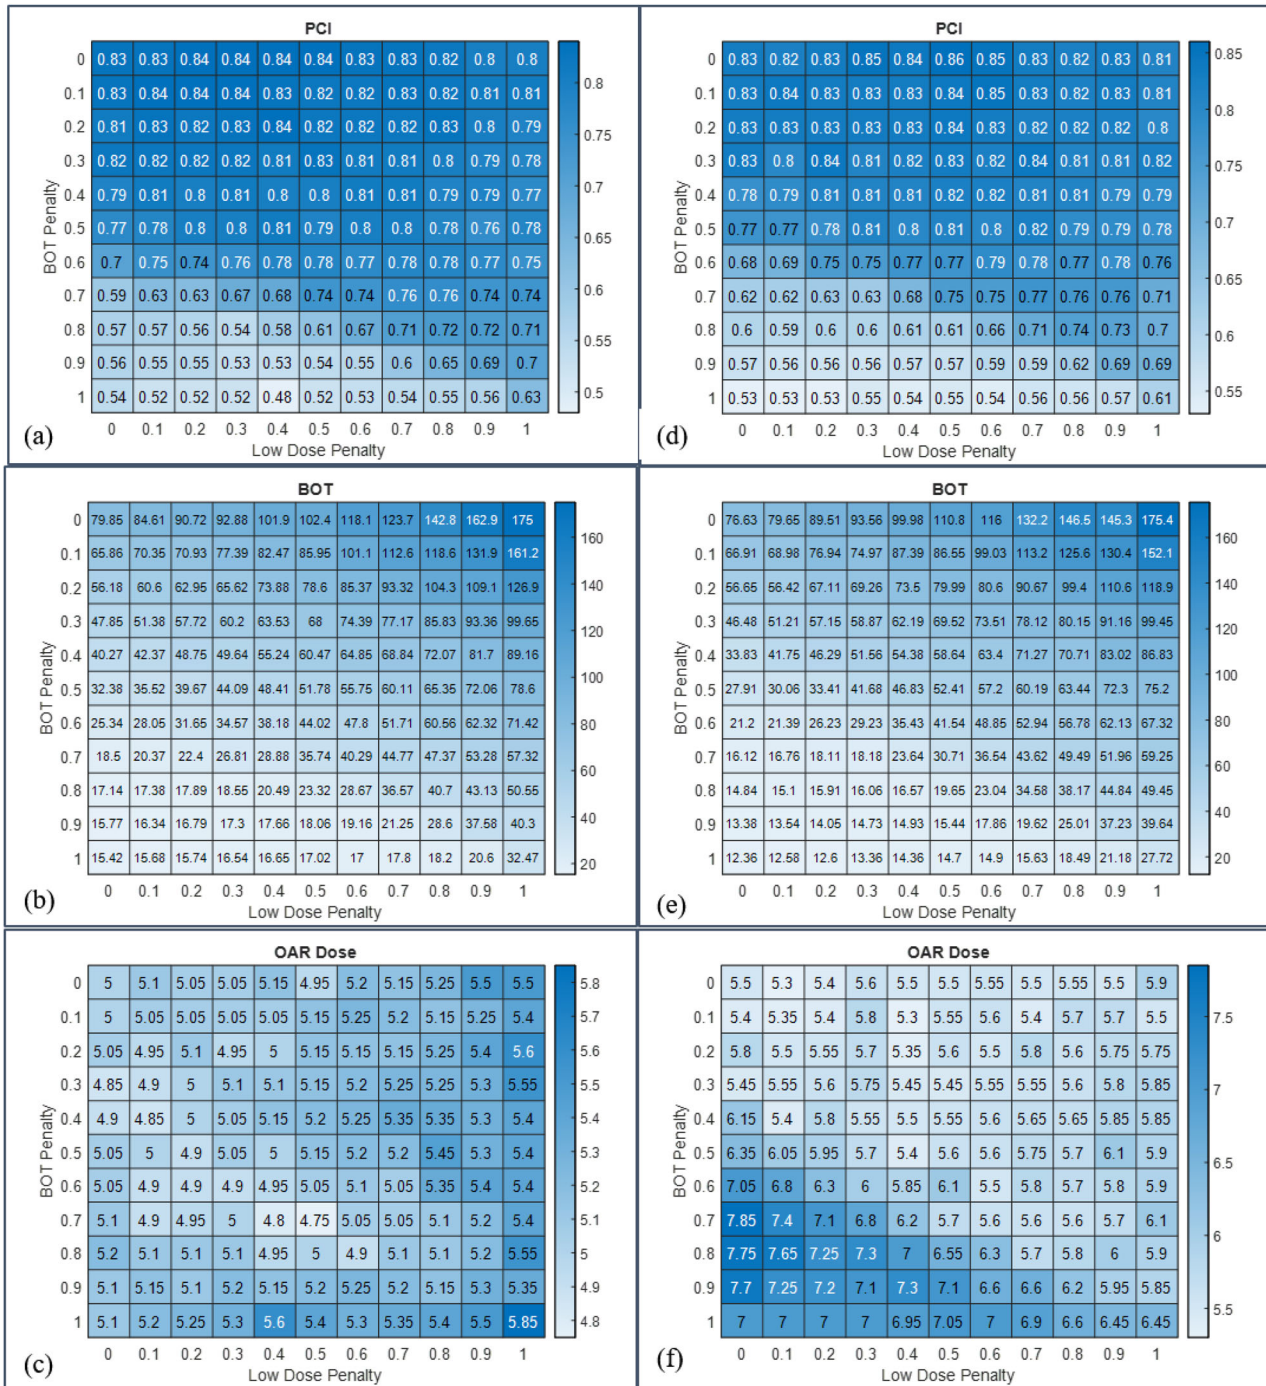 PCI
0 0.83 0.83 0.84 0.84 0.84 0.84 0.83 0.83 0.82 0.8 0.8
0.1 0.83 0.84 0.84 0.84 0.83 0.82 0.82 0.83 0.82 0.81 0.81
0.2 0.81 0.83 0.82 0.83 0.84 0.82 0.82 0.82 0.83 0.8 0.79
0.3 0.82 0.82 0.82 0.82 0.81 0.83 0.81 0.81 0.8 0.79 0.78
0.4 0.79 0.81 0.8 0.81 0.8 0.8 0.81 0.81 0.79 0.79 0.77
0.5 0.77 0.78 0.8 0.8 0.81 0.79 0.8 0.8 0.78 0.76 0.78
0.6 0.7 0.75 0.74 0.76 0.78 0.78 0.77 0.78 0.78 0.77 0.75
0.7 0.59 0.63 0.63 0.67 0.68 0.74 0.74 0.76 0.76 0.74 0.74
0.8 0.57 0.57 0.56 0.54 0.58 0.61 0.67 0.71 0.72 0.72 0.71
0.9 0.56 0.55 0.55 0.53 0.53 0.54 0.55 0.6 0.65 0.69 0.7
1 0.54 0.52 0.52 0.52 0.48 0.52 0.53 0.54 0.55 0.56 0.63
0 0.1 0.2 0.3 0.4 0.5 0.6 0.7 0.8 0.9 1
BOT Penalty
Low Dose Penalty
0.8
0.75
0.7
0.65
0.6
0.55
0.5
(a)
PCI
0 0.83 0.82 0.83 0.85 0.84 0.86 0.85 0.83 0.82 0.83 0.81
0.1 0.83 0.84 0.83 0.83 0.83 0.84 0.85 0.83 0.82 0.83 0.81
0.2 0.83 0.83 0.83 0.83 0.83 0.84 0.83 0.82 0.82 0.82 0.8
0.3 0.83 0.8 0.84 0.81 0.82 0.83 0.82 0.84 0.81 0.81 0.82
0.4 0.78 0.79 0.81 0.81 0.81 0.82 0.82 0.81 0.81 0.79 0.79
0.5 0.77 0.77 0.78 0.81 0.8 0.81 0.8 0.82 0.79 0.79 0.78
0.6 0.68 0.69 0.75 0.75 0.77 0.77 0.79 0.78 0.77 0.78 0.76
0.7 0.62 0.62 0.63 0.63 0.68 0.75 0.75 0.77 0.76 0.76 0.71
0.8 0.6 0.59 0.6 0.6 0.61 0.61 0.66 0.71 0.74 0.73 0.7
0.9 0.57 0.56 0.56 0.56 0.57 0.57 0.59 0.59 0.62 0.69 0.69
1 0.53 0.53 0.53 0.55 0.54 0.55 0.54 0.56 0.56 0.57 0.61
0 0.1 0.2 0.3 0.4 0.5 0.6 0.7 0.8 0.9 1
BOT Penalty
Low Dose Penalty
0.85
0.8
0.75
0.7
0.65
0.6
0.55
(d)
BOT
0 79.85 84.61 90.72 92.88 101.9 102.4 118.1 123.7 142.8 162.9 175
0.1 65.86 70.35 70.93 77.39 82.47 85.95 101.1 112.6 118.6 131.9 161.2
0.2 56.18 60.6 62.95 65.62 73.88 78.6 85.37 93.32 104.3 109.1 126.9
0.3 47.85 51.38 57.72 60.2 63.53 68 74.39 77.17 85.83 93.36 99.65
0.4 40.27 42.37 48.75 49.64 55.24 60.47 64.85 68.84 72.07 81.7 89.16
0.5 32.38 35.52 39.67 44.09 48.41 51.78 55.75 60.11 65.35 72.06 78.6
0.6 25.34 28.05 31.65 34.57 38.18 44.02 47.8 51.71 60.56 62.32 71.42
0.7 18.5 20.37 22.4 26.81 28.88 35.74 40.29 44.77 47.37 53.28 57.32
0.8 17.14 17.38 17.89 18.55 20.49 23.32 28.67 36.57 40.7 43.13 50.55
0.9 15.77 16.34 16.79 17.3 17.66 18.06 19.16 21.25 28.6 37.58 40.3
1 15.42 15.68 15.74 16.54 16.65 17.02 17 17.8 18.2 20.6 32.47
0 0.1 0.2 0.3 0.4 0.5 0.6 0.7 0.8 0.9 1
BOT Penalty
Low Dose Penalty
160
140
120
100
80
60
40
20
(b)
BOT
0 76.63 79.65 89.51 93.56 99.98 110.8 116 132.2 146.5 145.3 175.4
0.1 66.91 68.98 76.94 74.97 87.39 86.55 99.03 113.2 125.6 130.4 152.1
0.2 56.65 56.42 67.11 69.26 73.5 79.99 80.6 90.67 99.4 110.6 118.9
0.3 46.48 51.21 57.15 58.87 62.19 69.52 73.51 78.12 80.15 91.16 99.45
0.4 33.83 41.75 46.29 51.56 54.38 58.64 63.4 71.27 70.71 83.02 86.83
0.5 27.91 30.06 33.41 41.68 46.83 52.41 57.2 60.19 63.44 72.3 75.2
0.6 21.2 21.39 26.23 29.23 35.43 41.54 48.85 52.94 56.78 62.13 67.32
0.7 16.12 16.76 18.11 18.18 23.64 30.71 36.54 43.62 49.49 51.96 59.25
0.8 14.84 15.1 15.91 16.06 16.57 19.65 23.04 34.58 38.17 44.84 49.45
0.9 13.38 13.54 14.05 14.73 14.93 15.44 17.86 19.62 25.01 37.23 39.64
1 12.36 12.58 12.6 13.36 14.36 14.7 14.9 15.63 18.49 21.18 27.72
0 0.1 0.2 0.3 0.4 0.5 0.6 0.7 0.8 0.9 1
BOT Penalty
Low Dose Penalty
160
140
120
100
80
60
40
20
(e)
OAR Dose
0 5 5.1 5.05 5.05 5.15 4.95 5.2 5.15 5.25 5.5 5.5
0.1 5 5.05 5.05 5.05 5.05 5.15 5.25 5.2 5.15 5.25 5.4
0.2 5.05 4.95 5.1 4.95 5 5.15 5.15 5.15 5.25 5.4 5.6
0.3 4.85 4.9 5 5.1 5.1 5.15 5.2 5.25 5.25 5.3 5.55
0.4 4.9 4.85 5 5.05 5.15 5.2 5.25 5.35 5.35 5.3 5.4
0.5 5.05 5 4.9 5.05 5 5.15 5.2 5.2 5.45 5.3 5.4
0.6 5.05 4.9 4.9 4.9 4.95 5.05 5.1 5.05 5.35 5.4 5.4
0.7 5.1 4.9 4.95 5 4.8 4.75 5.05 5.05 5.1 5.2 5.4
0.8 5.2 5.1 5.1 5.1 4.95 5 4.9 5.1 5.1 5.2 5.55
0.9 5.1 5.15 5.1 5.2 5.15 5.2 5.25 5.2 5.15 5.3 5.35
1 5.1 5.2 5.25 5.3 5.6 5.4 5.3 5.35 5.4 5.5 5.85
0 0.1 0.2 0.3 0.4 0.5 0.6 0.7 0.8 0.9 1
BOT Penalty
Low Dose Penalty
5.8
5.7
5.6
5.5
5.4
5.3
5.2
5.1
5
4.9
4.8
(c)
OAR Dose
0 5.5 5.3 5.4 5.6 5.5 5.5 5.55 5.5 5.55 5.5 5.9
0.1 5.4 5.35 5.4 5.8 5.3 5.55 5.6 5.4 5.7 5.7 5.5
0.2 5.8 5.5 5.55 5.7 5.35 5.6 5.5 5.8 5.6 5.75 5.75
0.3 5.45 5.55 5.6 5.75 5.45 5.45 5.55 5.55 5.6 5.8 5.85
0.4 6.15 5.4 5.8 5.55 5.5 5.55 5.6 5.65 5.65 5.85 5.85
0.5 6.35 6.05 5.95 5.7 5.4 5.6 5.6 5.75 5.7 6.1 5.9
0.6 7.05 6.8 6.3 6 5.85 6.1 5.5 5.8 5.7 5.8 5.9
0.7 7.85 7.4 7.1 6.8 6.2 5.7 5.6 5.6 5.6 5.7 6.1
0.8 7.75 7.65 7.25 7.3 7 6.55 6.3 5.7 5.8 6 5.9
0.9 7.7 7.25 7.2 7.1 7.3 7.1 6.6 6.6 6.2 5.95 5.85
1 7 7 7 7 6.95 7.05 7 6.9 6.6 6.45 6.45
0 0.1 0.2 0.3 0.4 0.5 0.6 0.7 0.8 0.9 1
BOT Penalty
Low Dose Penalty
7.5
7
6.5
6
5.5
(f)